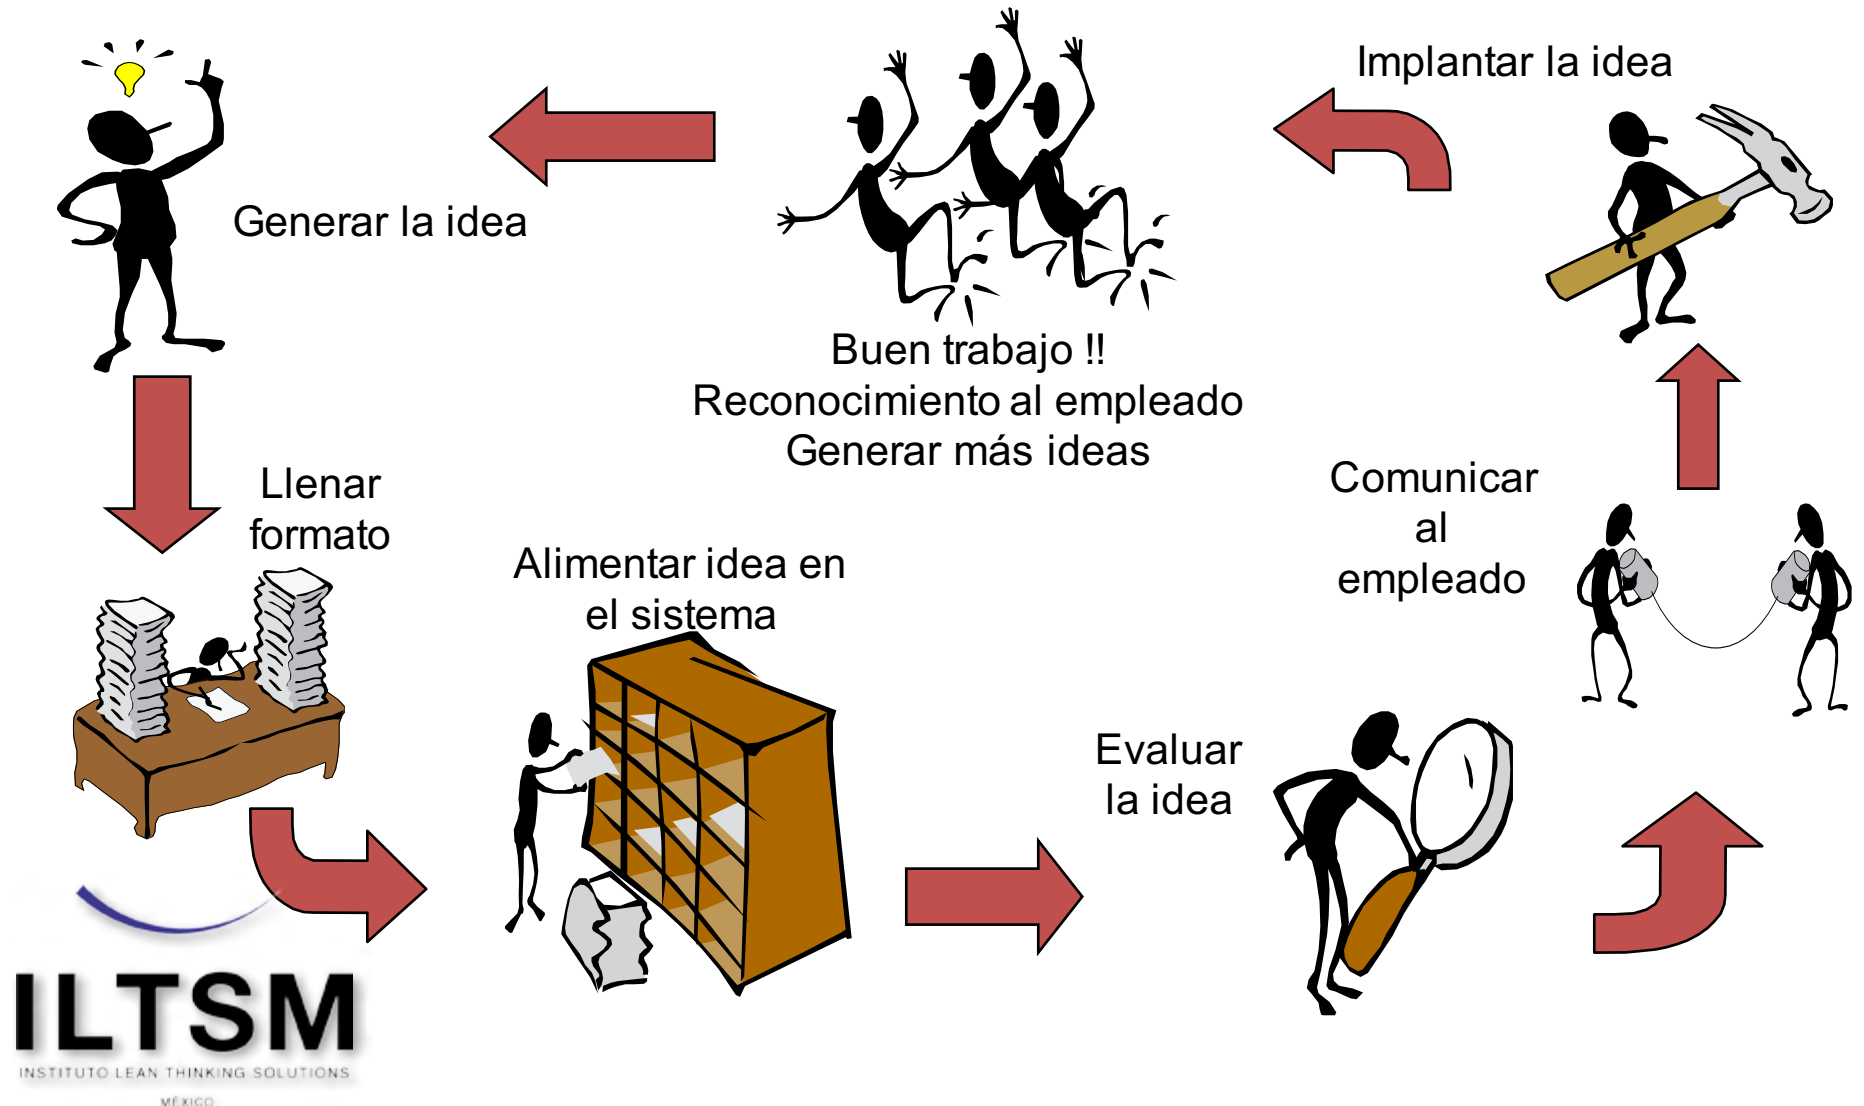 Implantar la idea
Generar la idea
Buen trabajo !!
Reconocimiento al empleado
Generar más ideas
Llenar
formato
Alimentar idea en
el sistema
Comunicar
al
empleado
Evaluar
la idea
ILTSM
INSTITUTO LEAN THINKING SOLUTIONS
MÉXICO